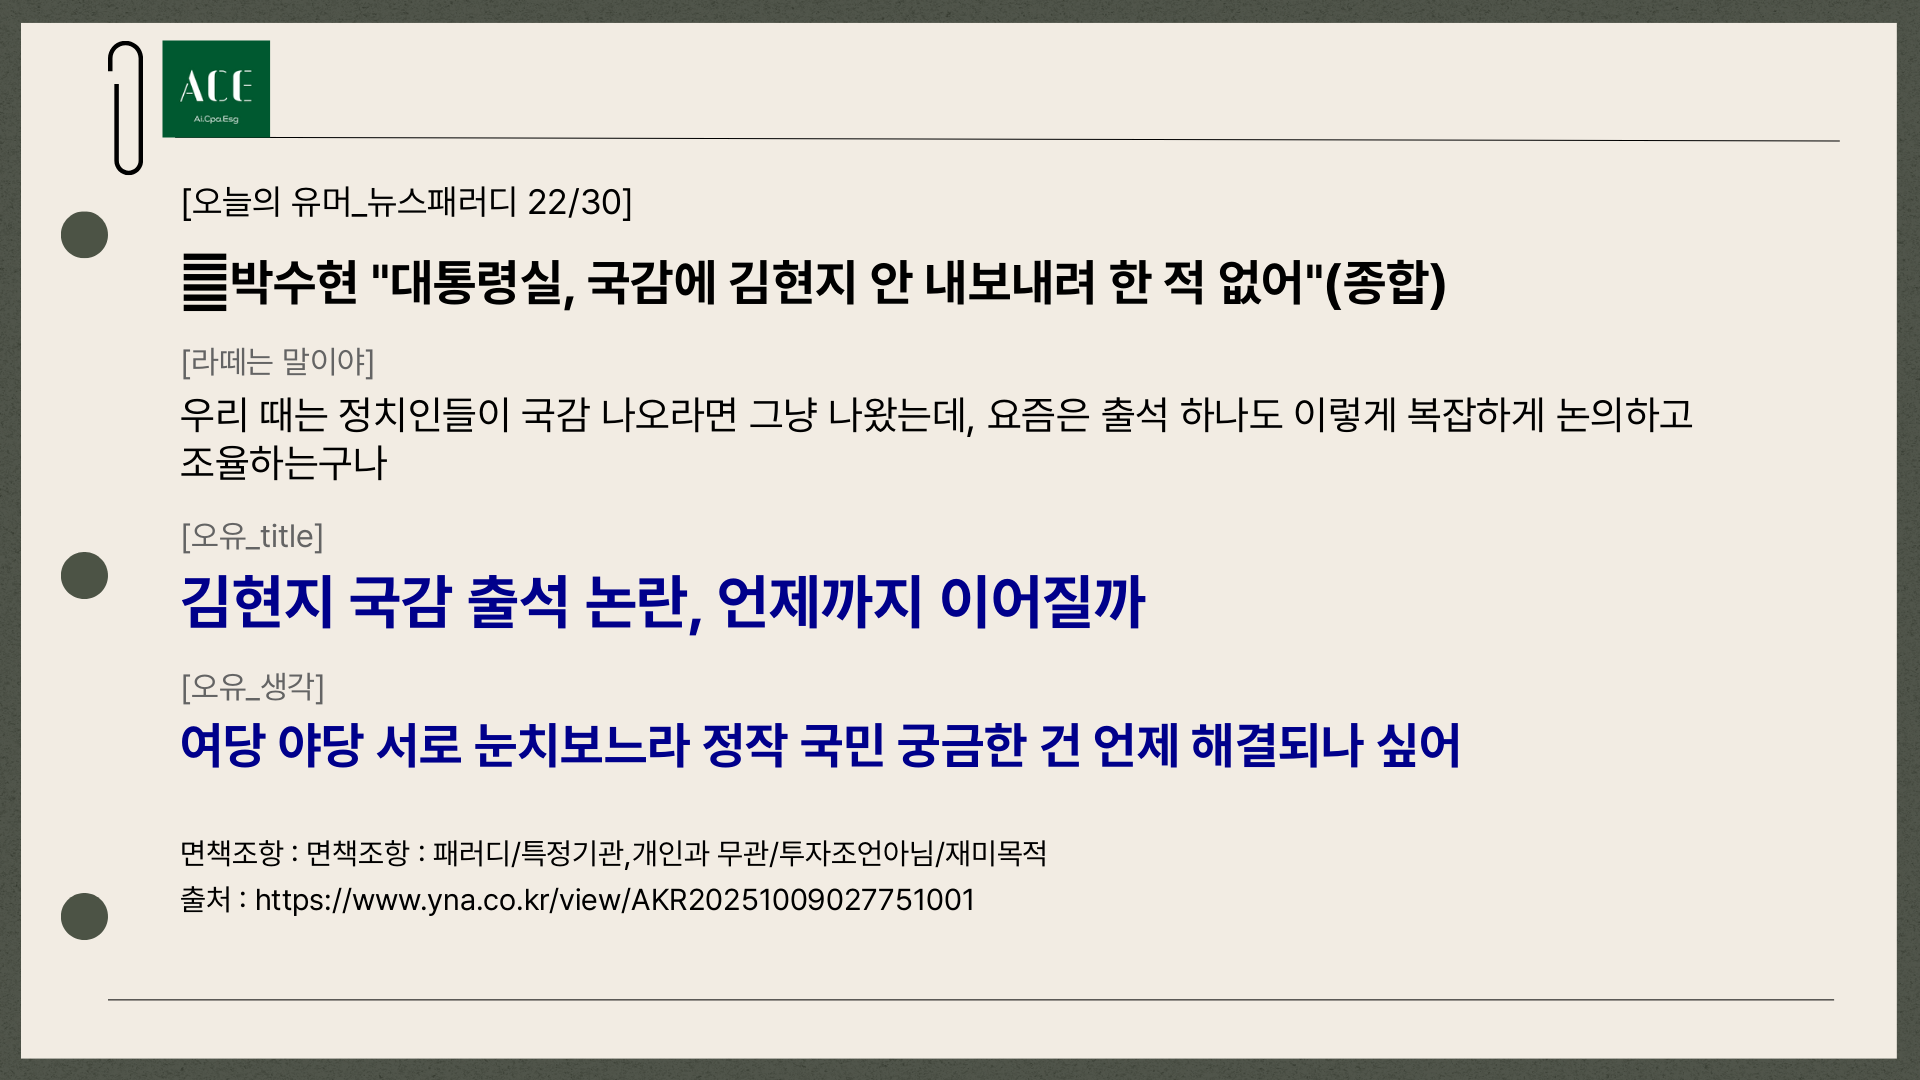 ACE
Ai.Cpa.Esg
[오늘의 유머_뉴스패러디 22/30]
䷁박수현 "대통령실, 국감에 김현지 안 내보내려 한 적 없어"(종합)
[라떼는 말이야]
우리 때는 정치인들이 국감 나오라면 그냥 나왔는데, 요즘은 출석 하나도 이렇게 복잡하게 논의하고
조율하는구나
[오유_title]
김현지 국감 출석 논란, 언제까지 이어질까
[오유_생각]
여당 야당 서로 눈치보느라 정작 국민 궁금한 건 언제 해결되나 싶어
면책조항 : 면책조항 : 패러디/특정기관,개인과 무관/투자조언아님/재미목적
출처 : https://www.yna.co.kr/view/AKR20251009027751001